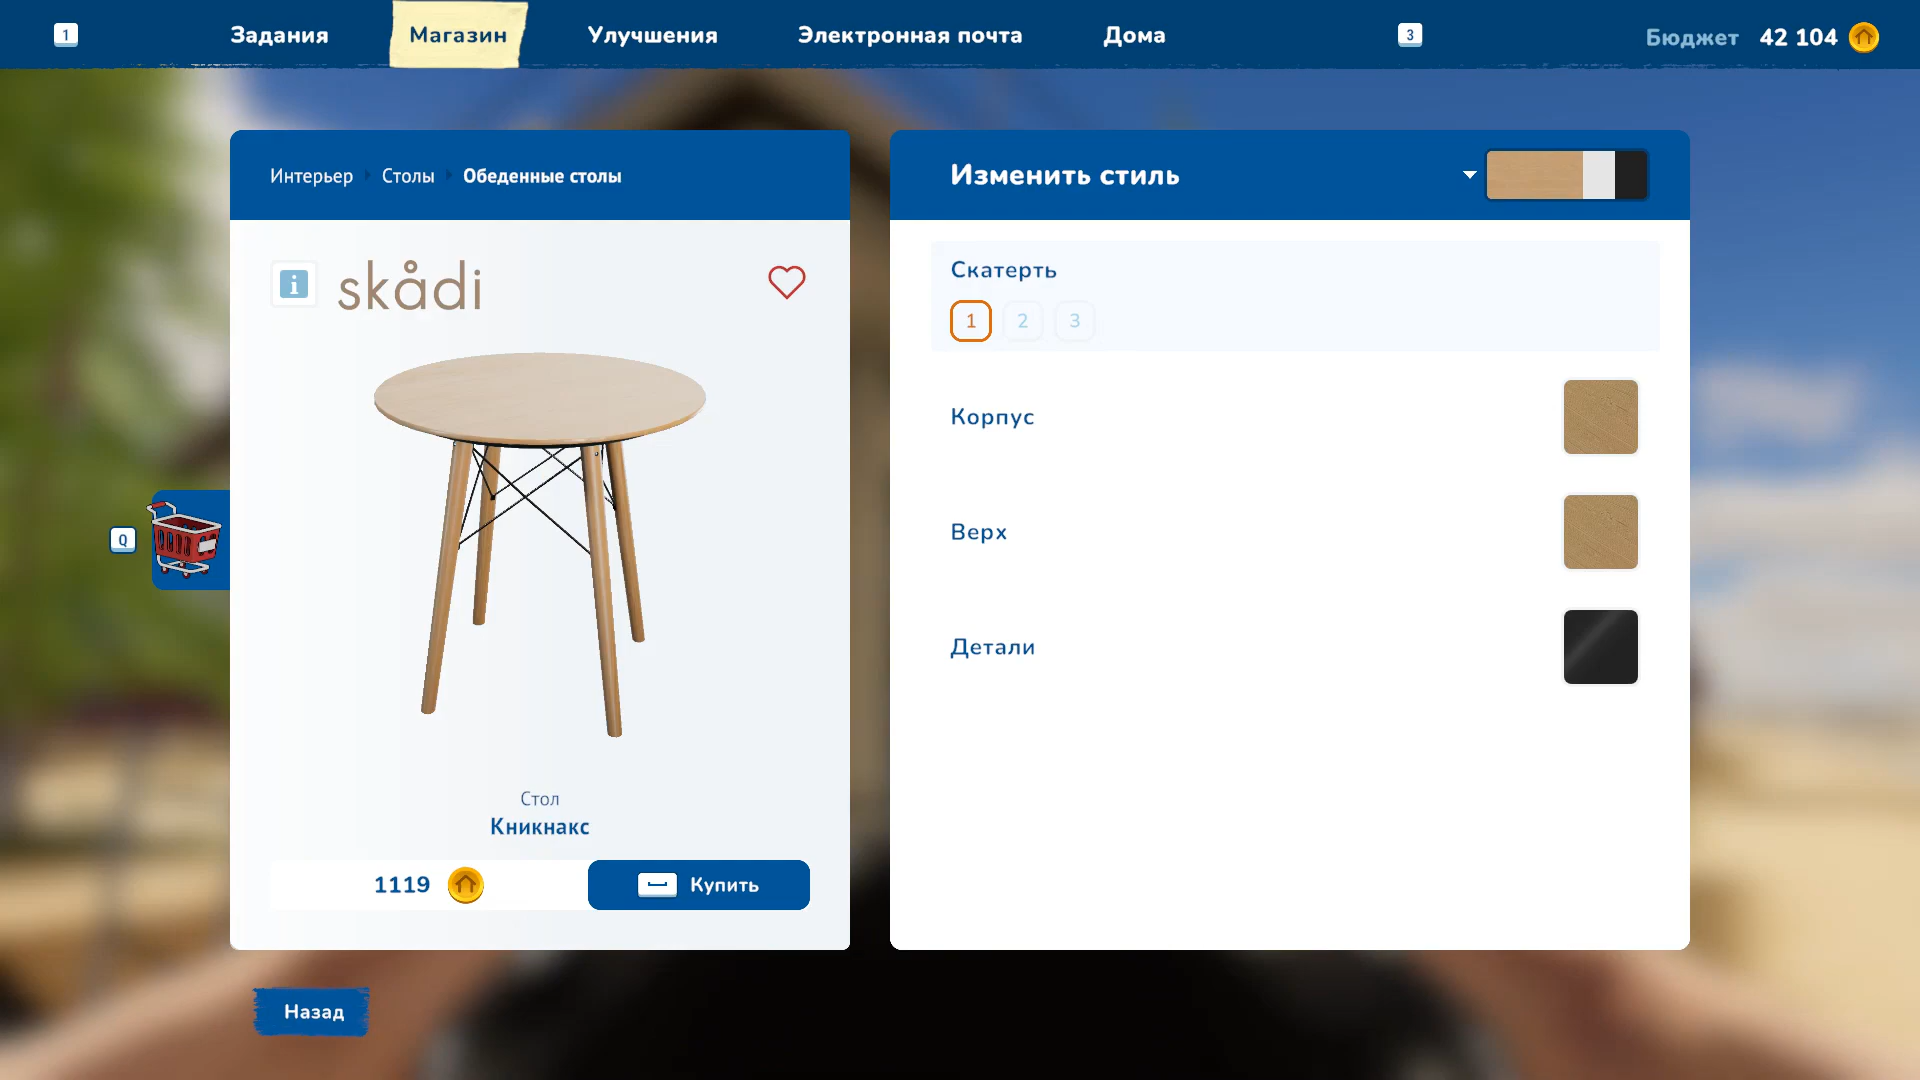 1
Задания
Магазин
Улучшения
Электронная почта
Дома
3
Бюджет 42 104
Интерьер Столы Обеденные столы
i
skådi
Стол
Кникнакс
1119
Купить
Q
Изменить стиль
Скатерть
1 2 3
Корпус
Верх
Детали
Назад